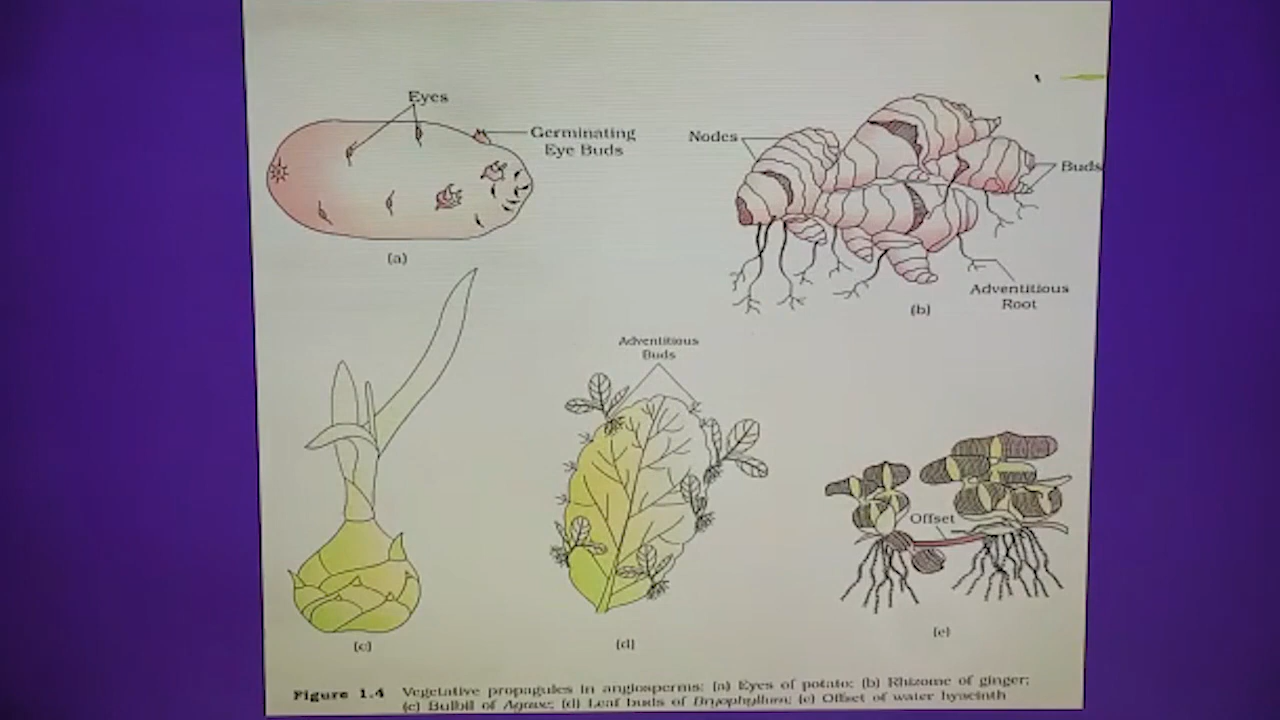 Eyes
Germinating
Eye Buds
(a)
Nodes
Buds
Adventitious
Root
(b)
(c)
Adventitious
Buds
(d)
Offset
(e)
Figure 1.4 Vegetative propagules in angiosperms: (a) Eyes of potato; (b) Rhizome of ginger;
(c) Bulbil of Agave; (d) Leaf buds of Bryophyllum; (e) Offset of water hyacinth